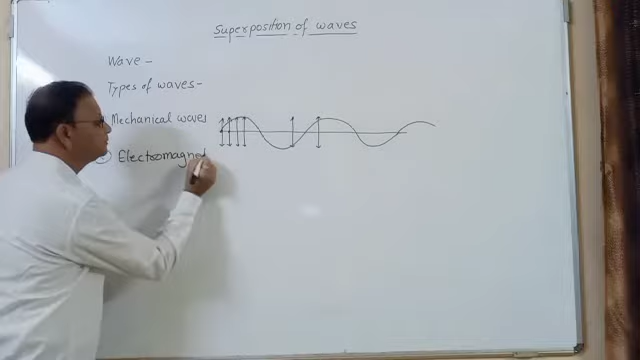 Superposition of waves
Wave -
Types of waves -
Mechanical waves
Electromagnet